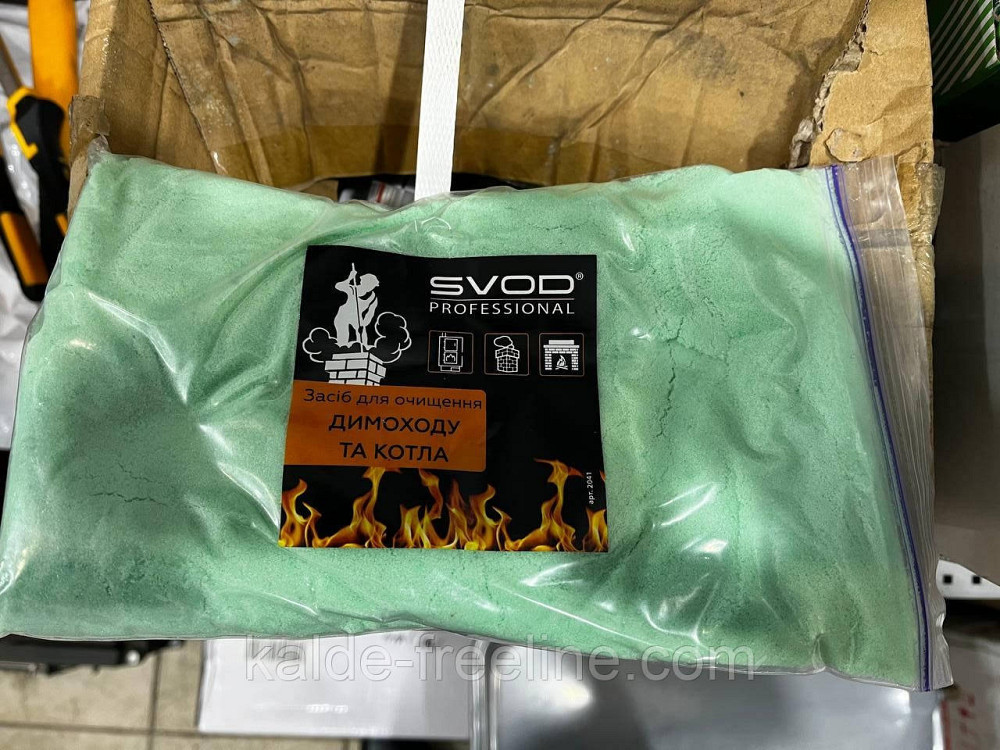 SVOD®
PROFESSIONAL
Засіб для очищення
ДИМОХОДУ
ТА КОТЛА
арт. 2041
kalde-freeline.com